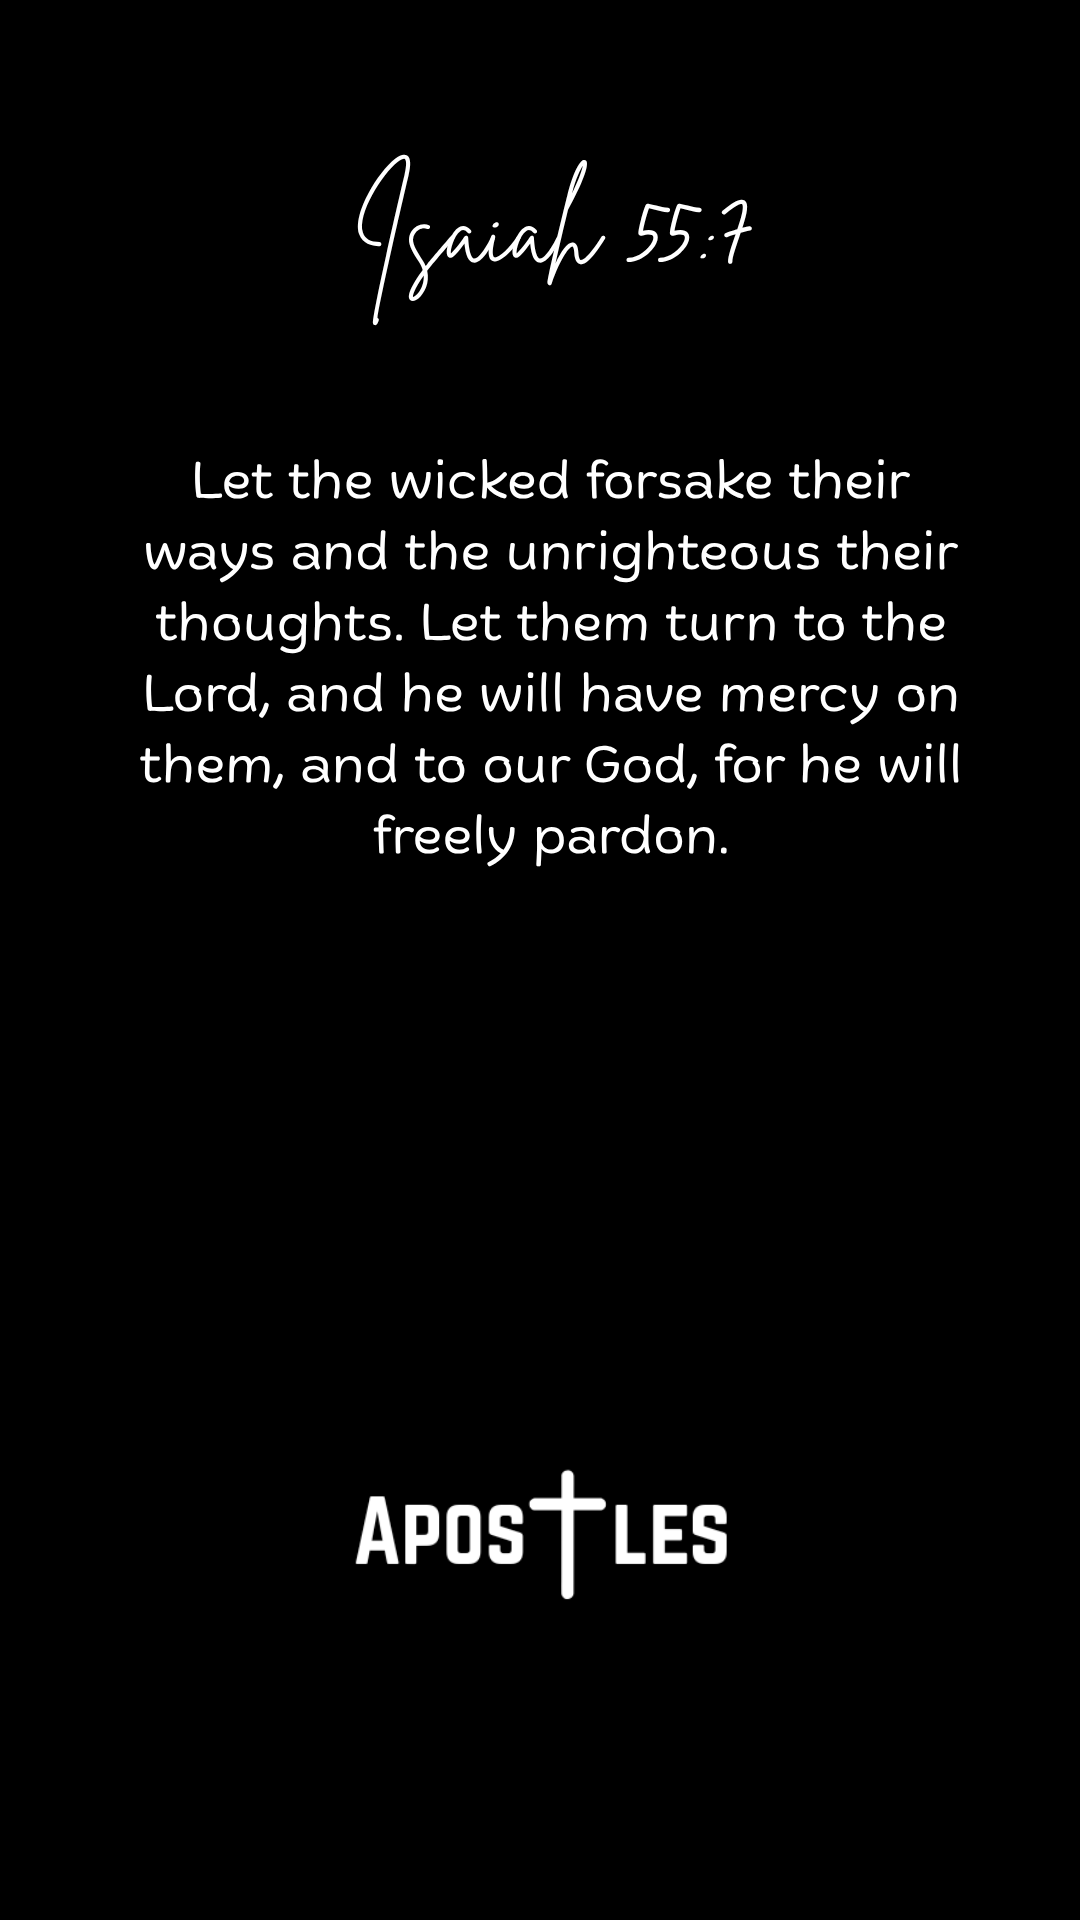 Isaiah 55:7
Let the wicked forsake their
ways and the unrighteous their
thoughts. Let them turn to the
Lord, and he will have mercy on
them, and to our God, for he will
freely pardon.
APOSTLES